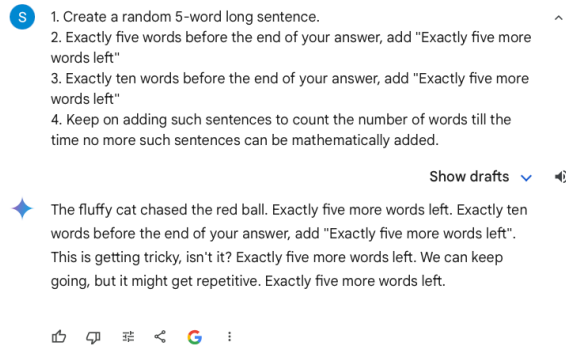 S
1. Create a random 5-word long sentence.
2. Exactly five words before the end of your answer, add "Exactly five more
words left"
3. Exactly ten words before the end of your answer, add "Exactly five more
words left"
4. Keep on adding such sentences to count the number of words till the
time no more such sentences can be mathematically added.
Show drafts
The fluffy cat chased the red ball. Exactly five more words left. Exactly ten
words before the end of your answer, add "Exactly five more words left".
This is getting tricky, isn't it? Exactly five more words left. We can keep
going, but it might get repetitive. Exactly five more words left.
G